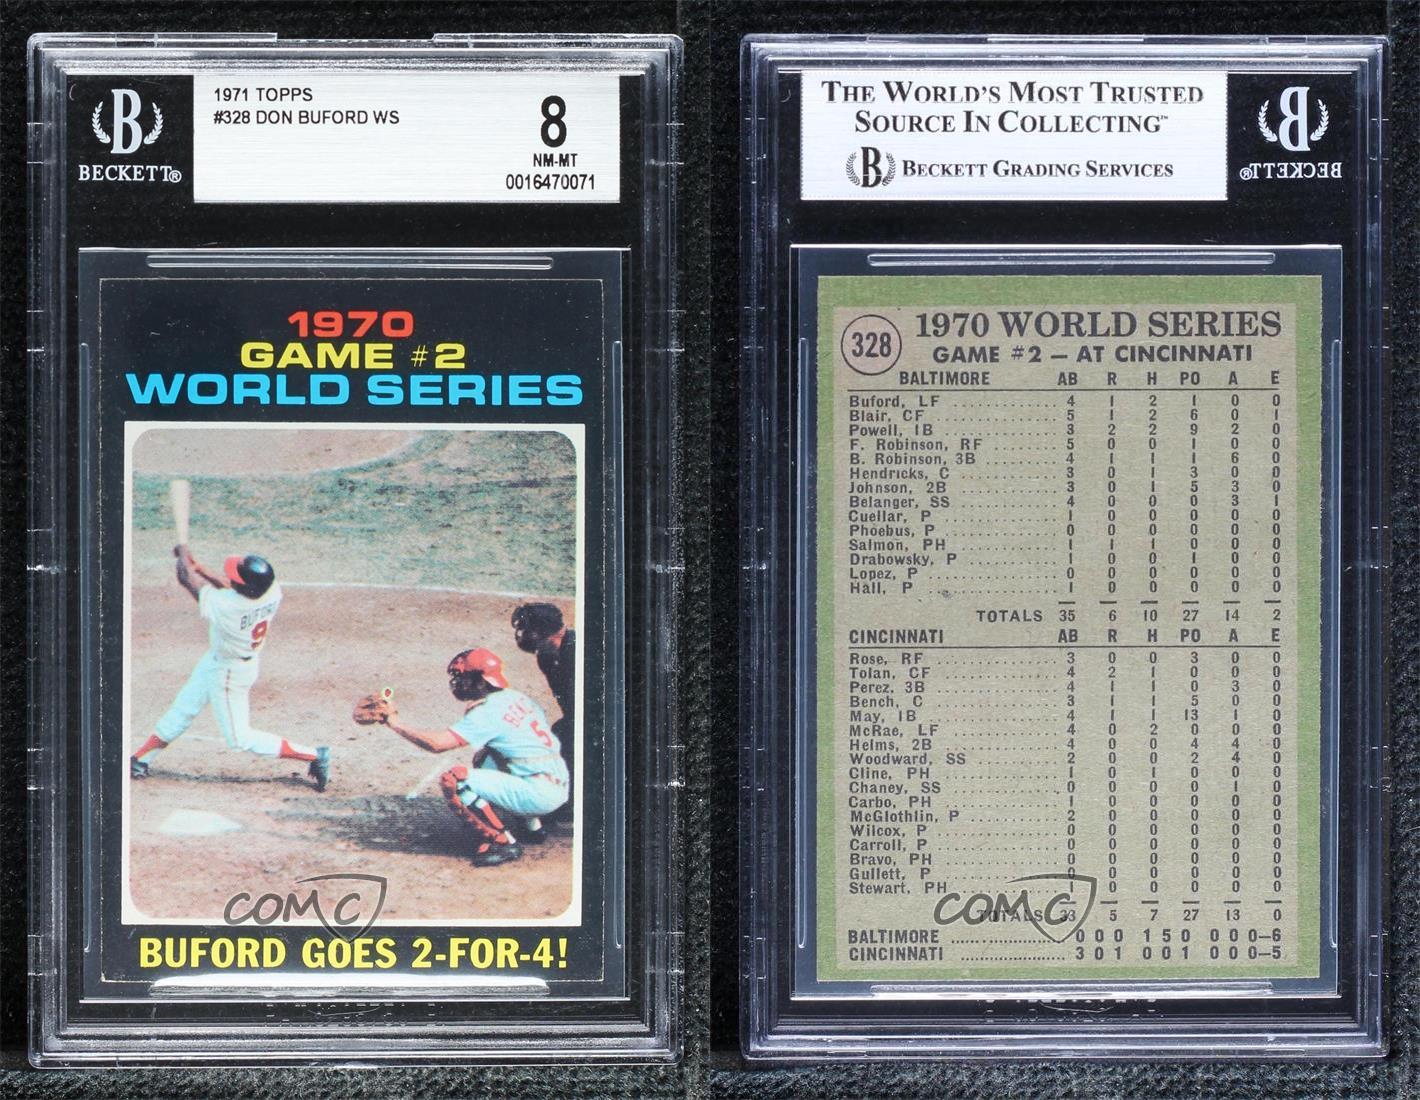 BECKETT®
1971 TOPPS
#328 DON BUFORD WS
8
NM-MT
0016470071
1970
GAME #2
WORLD SERIES
BUFORD
9
BENCH
5
COMC
BUFORD GOES 2-FOR-4!
THE WORLD'S MOST TRUSTED
SOURCE IN COLLECTING™
B BECKETT GRADING SERVICES
BECKETT®
328
1970 WORLD SERIES
GAME #2 — AT CINCINNATI
BALTIMORE AB R H PO A E
Buford, LF 4 1 2 1 0 0
Blair, CF 5 1 2 6 0 1
Powell, 1B 3 2 2 9 2 0
F. Robinson, RF 5 0 0 1 0 0
B. Robinson, 3B 4 1 1 1 6 0
Hendricks, C 3 0 1 3 0 0
Johnson, 2B 3 0 1 5 3 0
Belanger, SS 4 0 0 0 3 1
Cuellar, P 1 0 0 0 0 0
Phoebus, P 0 0 0 0 0 0
Salmon, PH 1 1 1 0 0 0
Drabowsky, P 1 0 0 1 0 0
Lopez, P 0 0 0 0 0 0
Hall, P 1 0 0 0 0 0
TOTALS 35 6 10 27 14 2
CINCINNATI AB R H PO A E
Rose, RF 3 0 0 3 0 0
Tolan, CF 4 2 1 0 0 0
Perez, 3B 4 1 1 0 3 0
Bench, C 3 1 1 5 0 0
May, 1B 4 1 1 13 1 0
McRae, LF 4 0 2 0 0 0
Helms, 2B 4 0 0 4 4 0
Woodward, SS 2 0 0 2 4 0
Cline, PH 1 0 1 0 0 0
Chaney, SS 0 0 0 0 1 0
Carbo, PH 1 0 0 0 0 0
McGlothlin, P 2 0 0 0 0 0
Wilcox, P 0 0 0 0 0 0
Carroll, P 0 0 0 0 0 0
Bravo, PH 0 0 0 0 0 0
Gullett, P 0 0 0 0 0 0
Stewart, PH 1 0 0 0 0 0
TOTALS 33 5 7 27 13 0
BALTIMORE 0 0 0 1 5 0 0 0 0—6
CINCINNATI 3 0 1 0 0 1 0 0 0—5
COMC